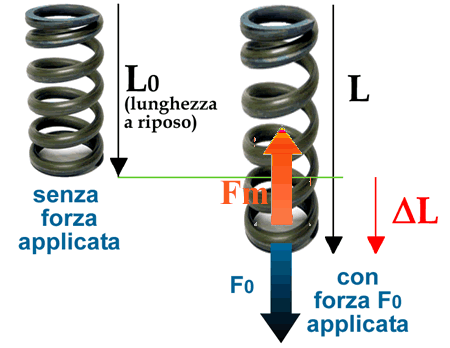 L0
(lunghezza
a riposo)
senza
forza
applicata
L
Fm
ΔL
F0
con
forza F0
applicata